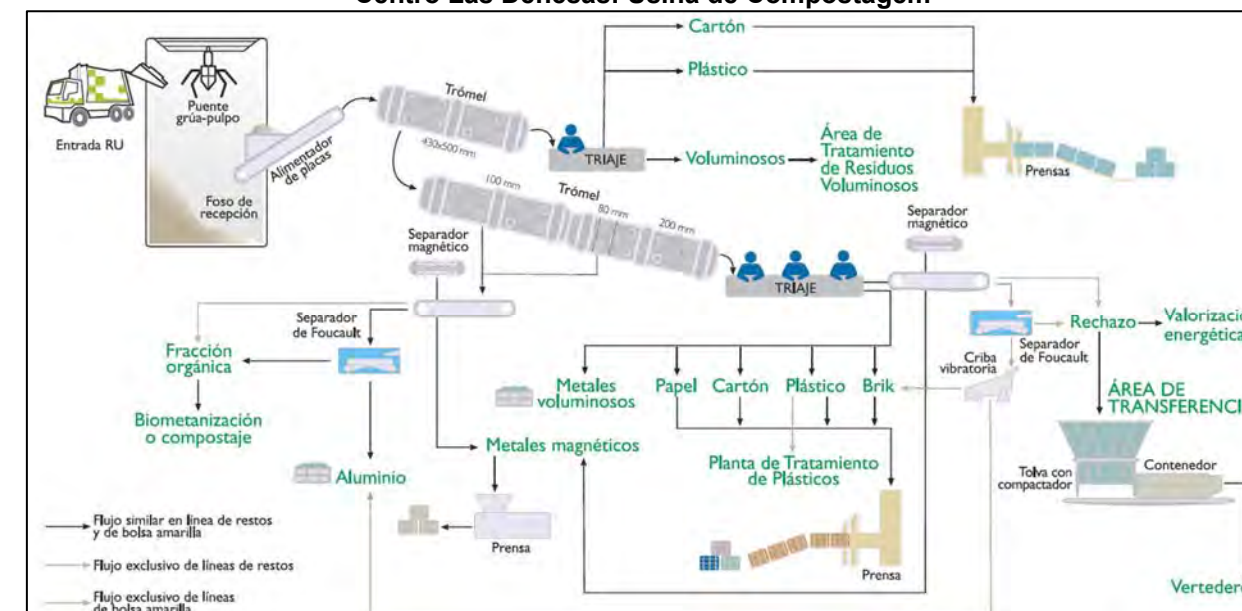 Centro Las Dehesas: Usina de Compostagem
Cartón
Plástico
Puente
grúa-pulpo
Entrada RU
Alimentador
de placas
Foso de
recepción
Trómel
430x500 mm
TRIAJE
Voluminosos
Área de
Tratamiento
de Residuos
Voluminosos
Prensas
100 mm
Trómel
80 mm
200 mm
Separador
magnético
Separador
magnético
TRIAJE
Separador
de Foucault
Fracción
orgánica
Biometanización
o compostaje
Rechazo
Valorizació
energética
Separador
de Foucault
Criba
vibratoria
Metales
voluminosos
Papel
Cartón
Plástico
Brik
ÁREA DE
TRANSFERENCI
Metales magnéticos
Planta de Tratamiento
de Plásticos
Aluminio
Tolva con
compactador
Contenedor
Prensa
Prensa
Flujo similar en línea de restos
y de bolsa amarilla
Flujo exclusivo de líneas de restos
Flujo exclusivo de líneas
de bolsa amarilla
Vertedero